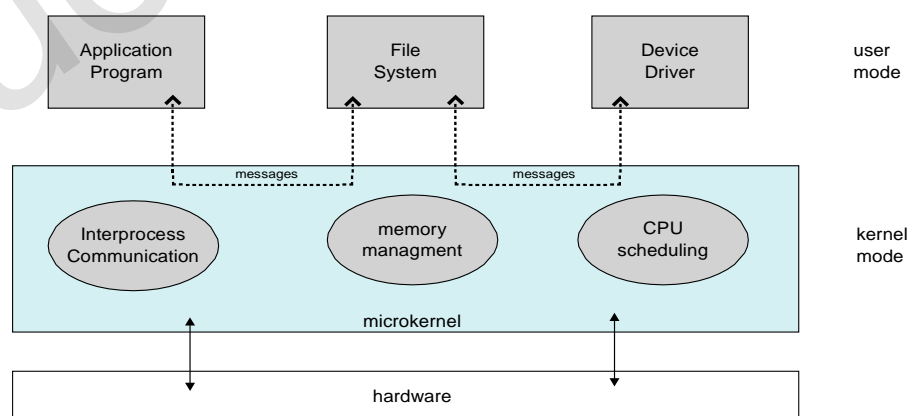 Application
Program
File
System
Device
Driver
user
mode
messages
messages
Interprocess
Communication
memory
managment
CPU
scheduling
kernel
mode
microkernel
hardware